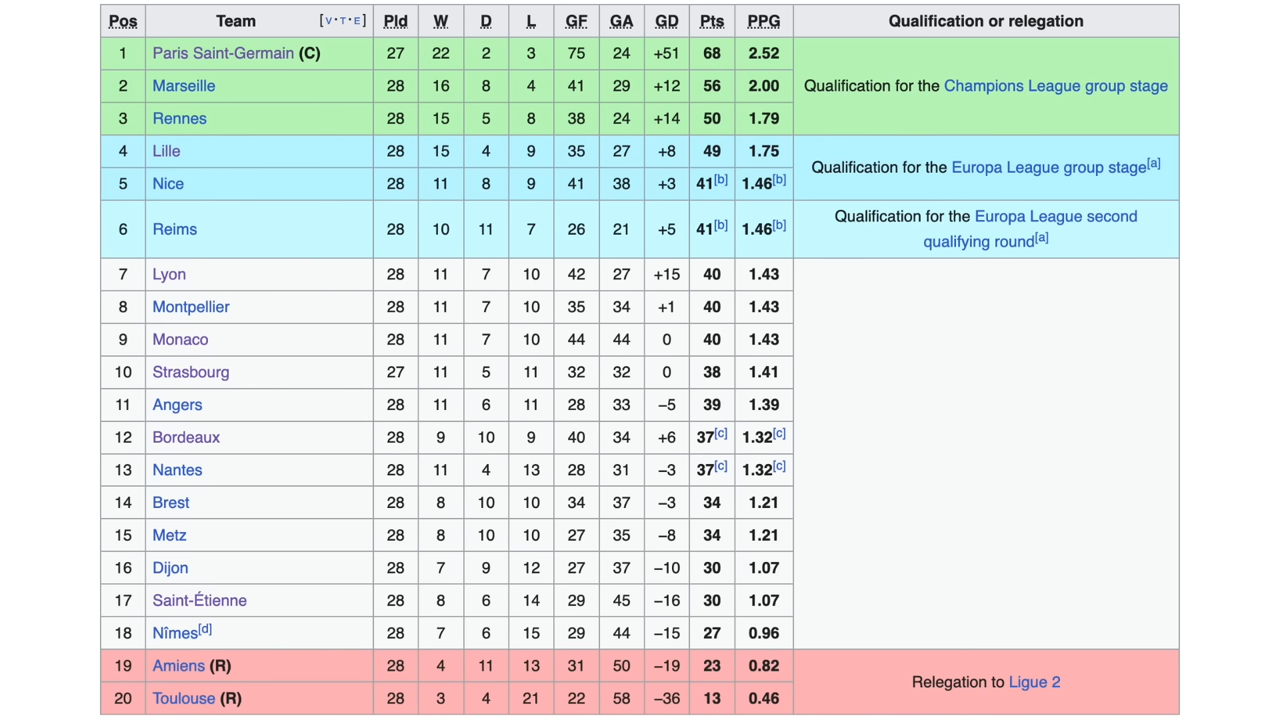 Pos Team [V·T·E] Pld W D L GF GA GD Pts PPG Qualification or relegation
1 Paris Saint-Germain (C) 27 22 2 3 75 24 +51 68 2.52
2 Marseille 28 16 8 4 41 29 +12 56 2.00 Qualification for the Champions League group stage
3 Rennes 28 15 5 8 38 24 +14 50 1.79
4 Lille 28 15 4 9 35 27 +8 49 1.75
Qualification for the Europa League group stage[a]
5 Nice 28 11 8 9 41 38 +3 41[b] 1.46[b]
6 Reims 28 10 11 7 26 21 +5 41[b] 1.46[b]
Qualification for the Europa League second
qualifying round[a]
7 Lyon 28 11 7 10 42 27 +15 40 1.43
8 Montpellier 28 11 7 10 35 34 +1 40 1.43
9 Monaco 28 11 7 10 44 44 0 40 1.43
10 Strasbourg 27 11 5 11 32 32 0 38 1.41
11 Angers 28 11 6 11 28 33 −5 39 1.39
12 Bordeaux 28 9 10 9 40 34 +6 37[c] 1.32[c]
13 Nantes 28 11 4 13 28 31 −3 37[c] 1.32[c]
14 Brest 28 8 10 10 34 37 −3 34 1.21
15 Metz 28 8 10 10 27 35 −8 34 1.21
16 Dijon 28 7 9 12 27 37 −10 30 1.07
17 Saint-Étienne 28 8 6 14 29 45 −16 30 1.07
18 Nîmes[d] 28 7 6 15 29 44 −15 27 0.96
19 Amiens (R) 28 4 11 13 31 50 −19 23 0.82
Relegation to Ligue 2
20 Toulouse (R) 28 3 4 21 22 58 −36 13 0.46